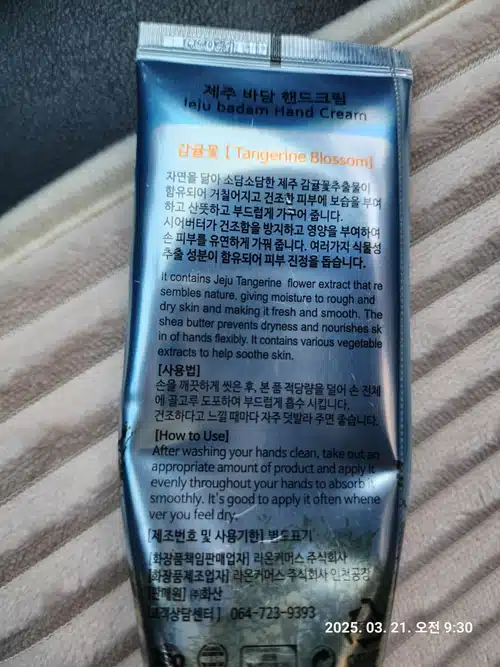 제주 바담 핸드크림
Jeju badam Hand Cream
감귤꽃 [ Tangerine Blossom]
자연을 닮아 소담소담한 제주 감귤꽃추출물이
함유되어 거칠어지고 건조한 피부에 보습을 부여
하고 산뜻하고 부드럽게 가꾸어 줍니다.
시어버터가 건조함을 방지하고 영양을 부여하여
손 피부를 유연하게 가꿔 줍니다. 여러가지 식물성
추출 성분이 함유되어 피부 진정을 돕습니다.
It contains Jeju Tangerine flower extract that re
sembles nature, giving moisture to rough and
dry skin and making it fresh and smooth. The
shea butter prevents dryness and nourishes sk
in of hands flexibly. It contains various vegetable
extracts to help soothe skin.
[사용법]
손을 깨끗하게 씻은 후, 본 품 적당량을 덜어 손 전체
에 골고루 도포하여 부드럽게 흡수 시킵니다.
건조하다고 느낄 때마다 자주 덧발라 주면 좋습니다.
[How to Use]
After washing your hands clean, take out an
appropriate amount of product and apply it
evenly throughout your hands to absorb it
smoothly. It's good to apply it often whene
ver you feel dry.
[제조번호 및 사용기한] 별도표기
[화장품책임판매업자] 라온커머스 주식회사
[화장품제조업자] 라온커머스 주식회사 인천공장
[판매원] ㈜화산
[고객상담센터] 064-723-9393
2025. 03. 21. 오전 9:30